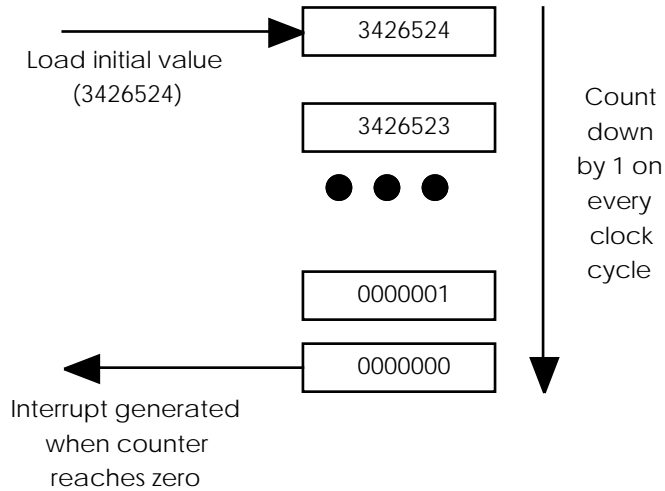 3426524
Load initial value
(3426524)
3426523
Count
down
by 1 on
every
clock
cycle
0000001
0000000
Interrupt generated
when counter
reaches zero